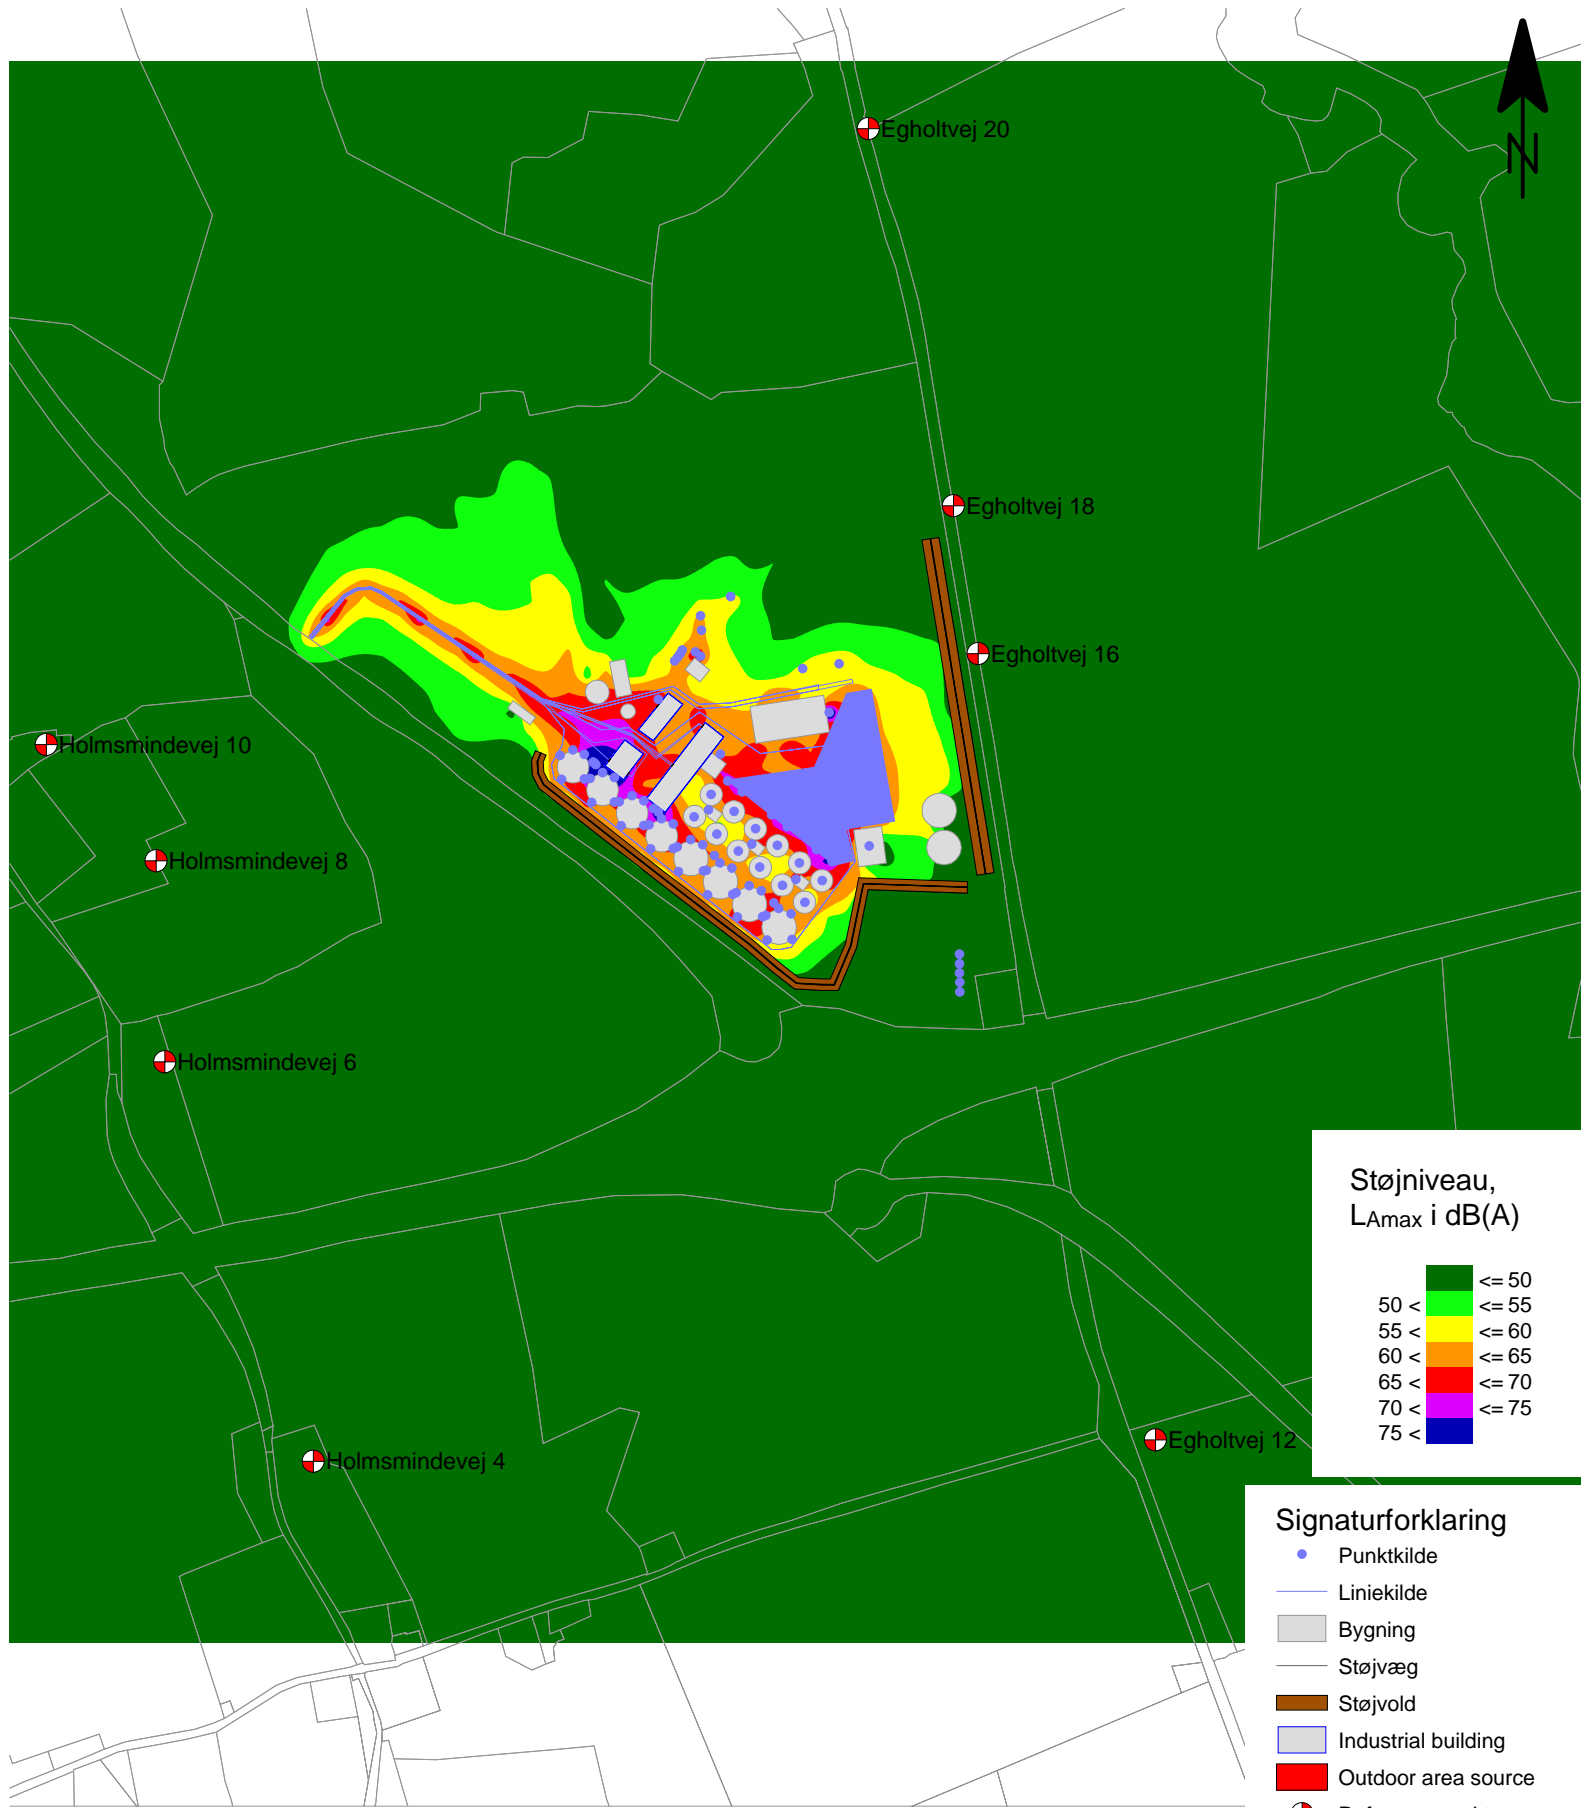 N
Egholtvej 20
Egholtvej 18
Egholtvej 16
Holmsmindevej 10
Holmsmindevej 8
Holmsmindevej 6
Holmsmindevej 4
Egholtvej 12
Støjniveau,
LAmax i dB(A)
<= 50
50 < <= 55
55 < <= 60
60 < <= 65
65 < <= 70
70 < <= 75
75 <
Signaturforklaring
Punktkilde
Liniekilde
Bygning
Støjvæg
Støjvold
Industrial building
Outdoor area source